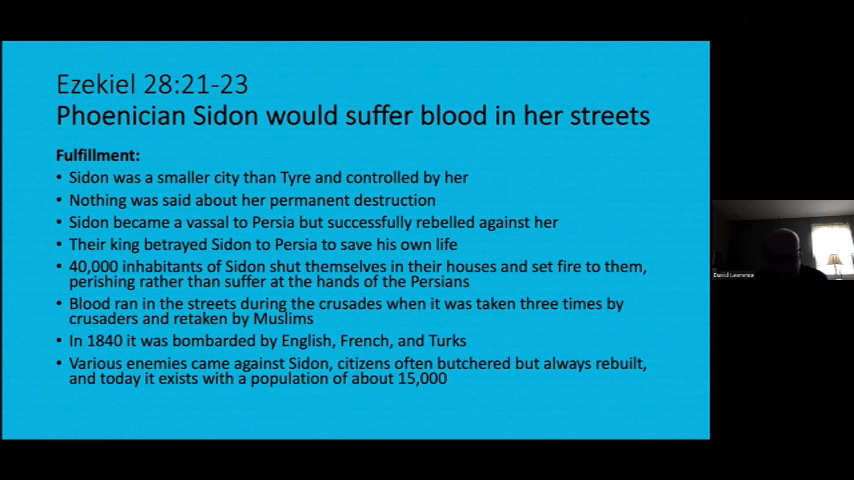 Ezekiel 28:21-23
Phoenician Sidon would suffer blood in her streets
Fulfillment:
• Sidon was a smaller city than Tyre and controlled by her
• Nothing was said about her permanent destruction
• Sidon became a vassal to Persia but successfully rebelled against her
• Their king betrayed Sidon to Persia to save his own life
• 40,000 inhabitants of Sidon shut themselves in their houses and set fire to them,
perishing rather than suffer at the hands of the Persians
• Blood ran in the streets during the crusades when it was taken three times by
crusaders and retaken by Muslims
• In 1840 it was bombarded by English, French, and Turks
• Various enemies came against Sidon, citizens often butchered but always rebuilt,
and today it exists with a population of about 15,000
David Lawrence